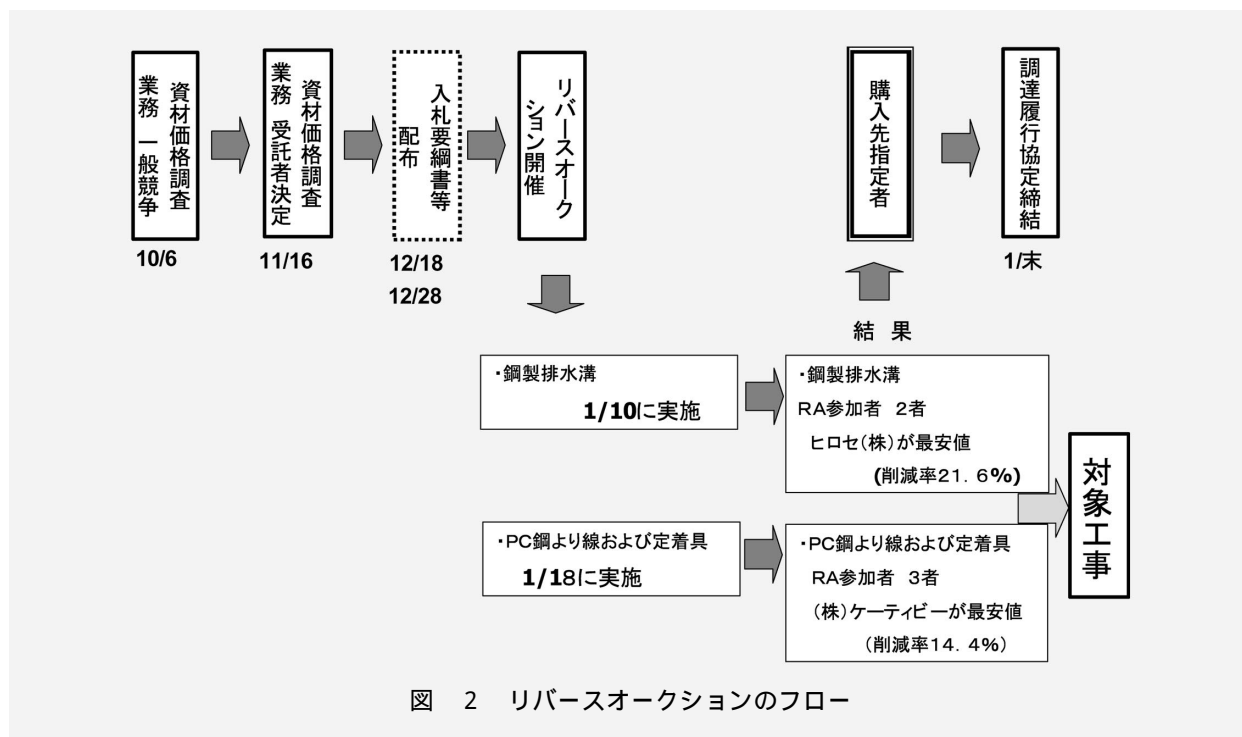 資材価格調査
業務 一般競争
10/6
資材価格調査
業務 受託者決定
11/16
入札要綱書等
配布
12/18
12/28
リバースオーク
ション開催
購入先指定者
調達履行協定締結
1/末
結 果
・鋼製排水溝
1/10に実施
・鋼製排水溝
RA参加者 2者
ヒロセ(株)が最安値
(削減率21.6%)
・PC鋼より線および定着具
1/18に実施
・PC鋼より線および定着具
RA参加者 3者
(株)ケーティビーが最安値
(削減率14.4%)
対象工事
図 2 リバースオークションのフロー